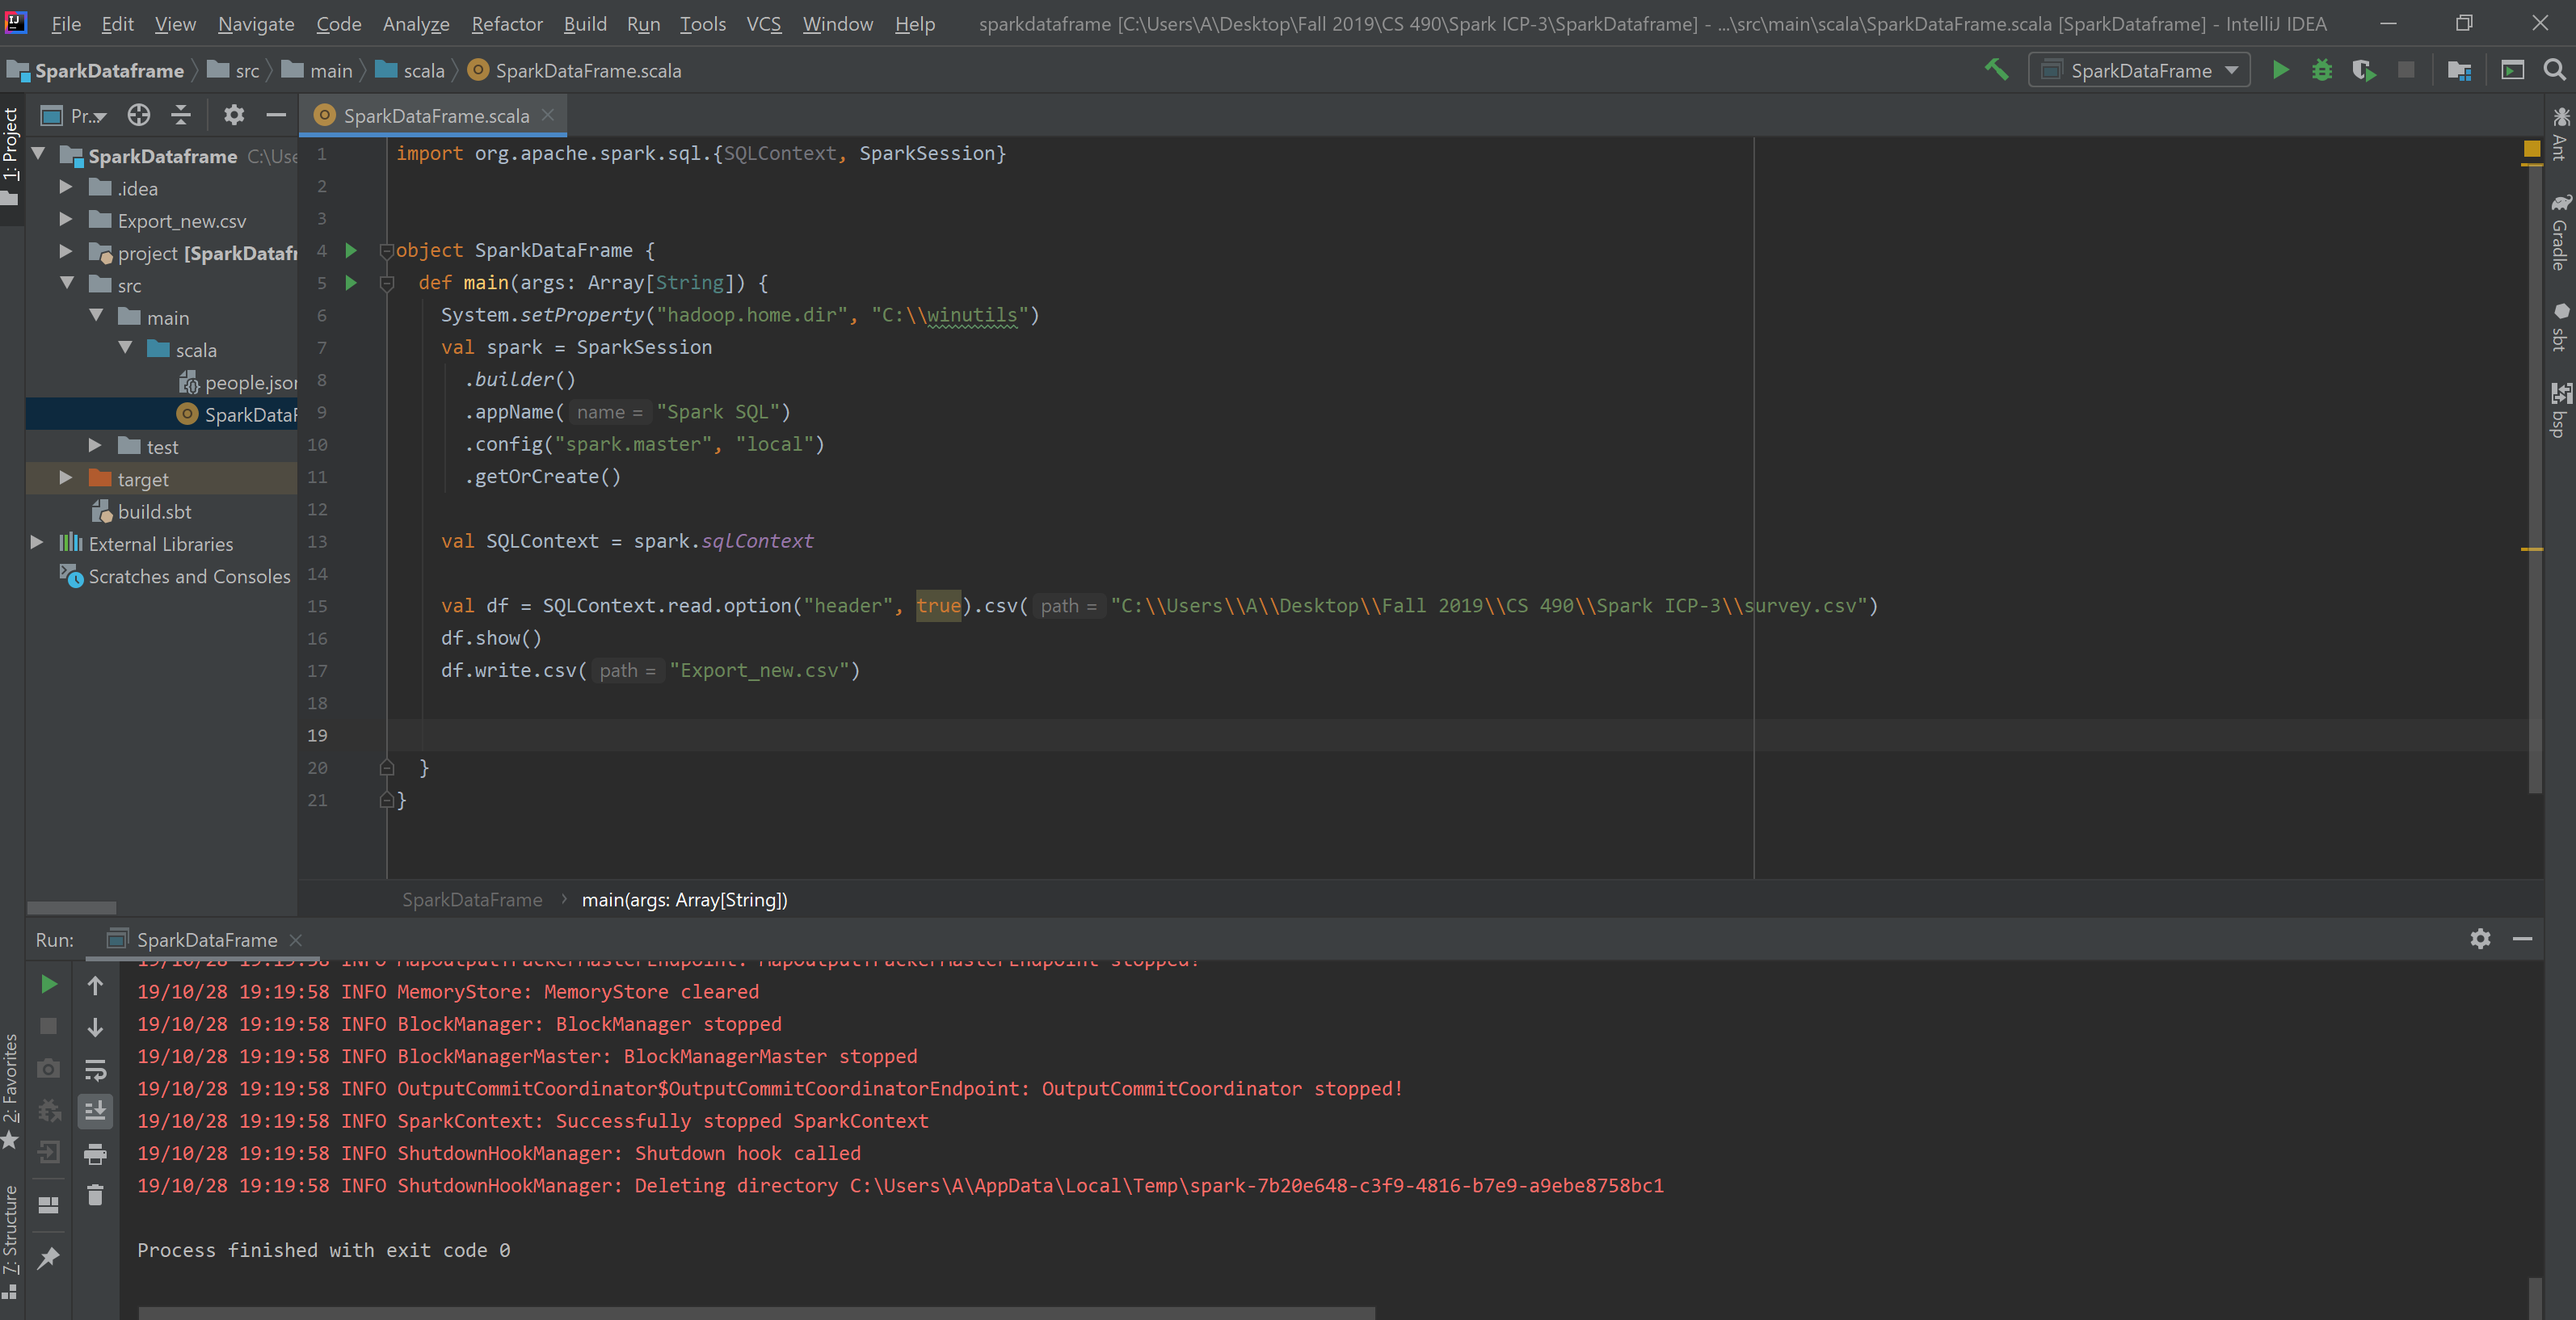 File Edit View Navigate Code Analyze Refactor Build Run Tools VCS Window Help sparkdataframe [C:\Users\A\Desktop\Fall 2019\CS 490\Spark ICP-3\SparkDataframe] - ...\src\main\scala\SparkDataFrame.scala [SparkDataframe] - IntelliJ IDEA
SparkDataframe src main scala SparkDataFrame.scala SparkDataFrame
Pr... SparkDataFrame.scala
1: Project
SparkDataframe C:\Use
.idea
Export_new.csv
project [SparkDataf
src
main
scala
people.json
SparkDataF
test
target
build.sbt
External Libraries
Scratches and Consoles
1 import org.apache.spark.sql.{SQLContext, SparkSession}
2
3
4 object SparkDataFrame {
5 def main(args: Array[String]) {
6 System.setProperty("hadoop.home.dir", "C:\\winutils")
7 val spark = SparkSession
8 .builder()
9 .appName( name = "Spark SQL")
10 .config("spark.master", "local")
11 .getOrCreate()
12
13 val SQLContext = spark.sqlContext
14
15 val df = SQLContext.read.option("header", true).csv( path = "C:\\Users\\A\\Desktop\\Fall 2019\\CS 490\\Spark ICP-3\\survey.csv")
16 df.show()
17 df.write.csv( path = "Export_new.csv")
18
19
20 }
21 }
SparkDataFrame › main(args: Array[String])
Ant
Gradle
sbt
bsp
Run: SparkDataFrame
19/10/28 19:19:58 INFO MapOutputTrackerMasterEndpoint: MapOutputTrackerMasterEndpoint stopped!
19/10/28 19:19:58 INFO MemoryStore: MemoryStore cleared
19/10/28 19:19:58 INFO BlockManager: BlockManager stopped
19/10/28 19:19:58 INFO BlockManagerMaster: BlockManagerMaster stopped
19/10/28 19:19:58 INFO OutputCommitCoordinator$OutputCommitCoordinatorEndpoint: OutputCommitCoordinator stopped!
19/10/28 19:19:58 INFO SparkContext: Successfully stopped SparkContext
19/10/28 19:19:58 INFO ShutdownHookManager: Shutdown hook called
19/10/28 19:19:58 INFO ShutdownHookManager: Deleting directory C:\Users\A\AppData\Local\Temp\spark-7b20e648-c3f9-4816-b7e9-a9ebe8758bc1
Process finished with exit code 0
2: Favorites
7: Structure